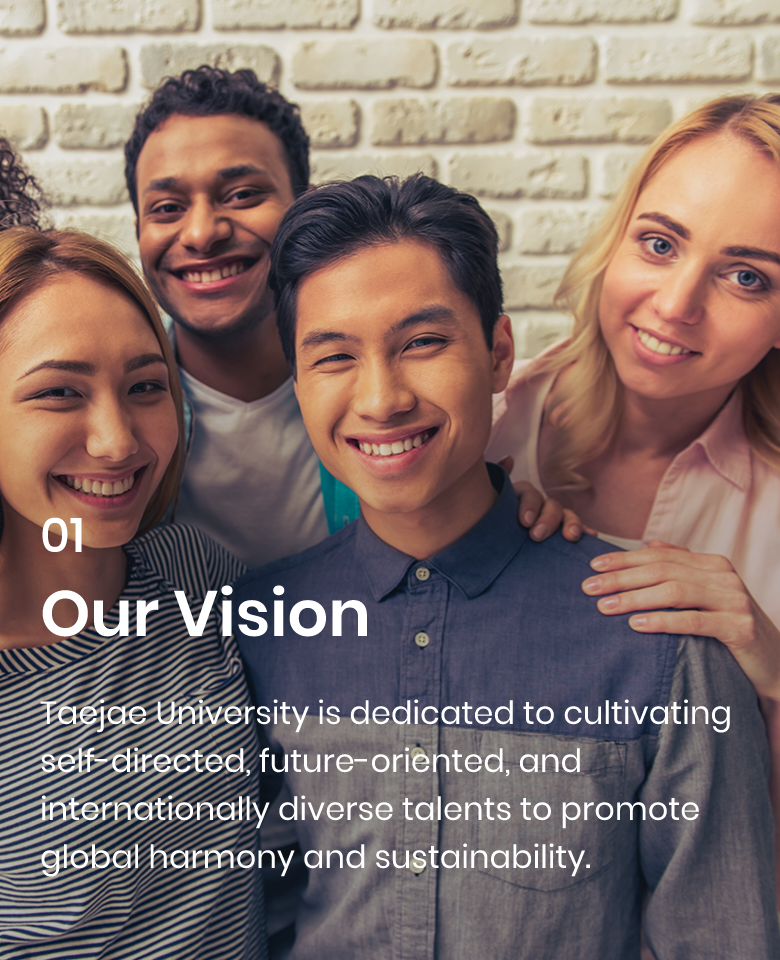 01
Our Vision
Taejae University is dedicated to cultivating
self-directed, future-oriented, and
internationally diverse talents to promote
global harmony and sustainability.